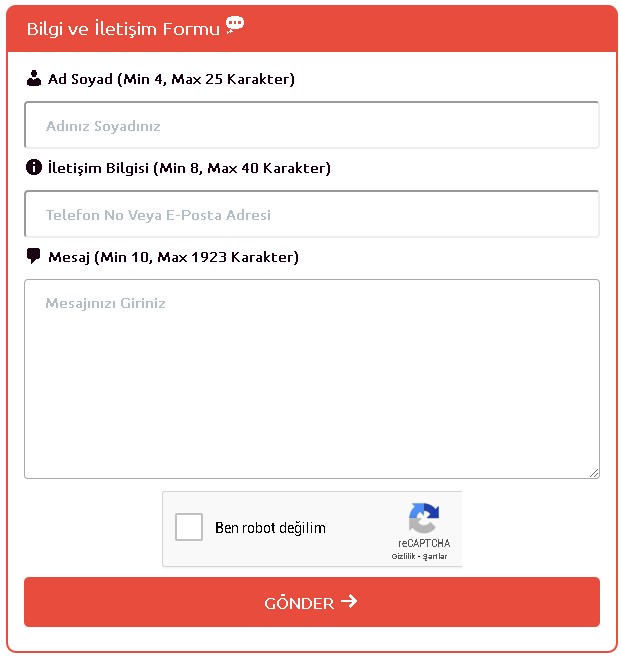 Bilgi ve İletişim Formu
Ad Soyad (Min 4, Max 25 Karakter)
Adınız Soyadınız
İletişim Bilgisi (Min 8, Max 40 Karakter)
Telefon No Veya E-Posta Adresi
Mesaj (Min 10, Max 1923 Karakter)
Mesajınızı Giriniz
Ben robot değilim
reCAPTCHA
Gizlilik - Şartlar
GÖNDER